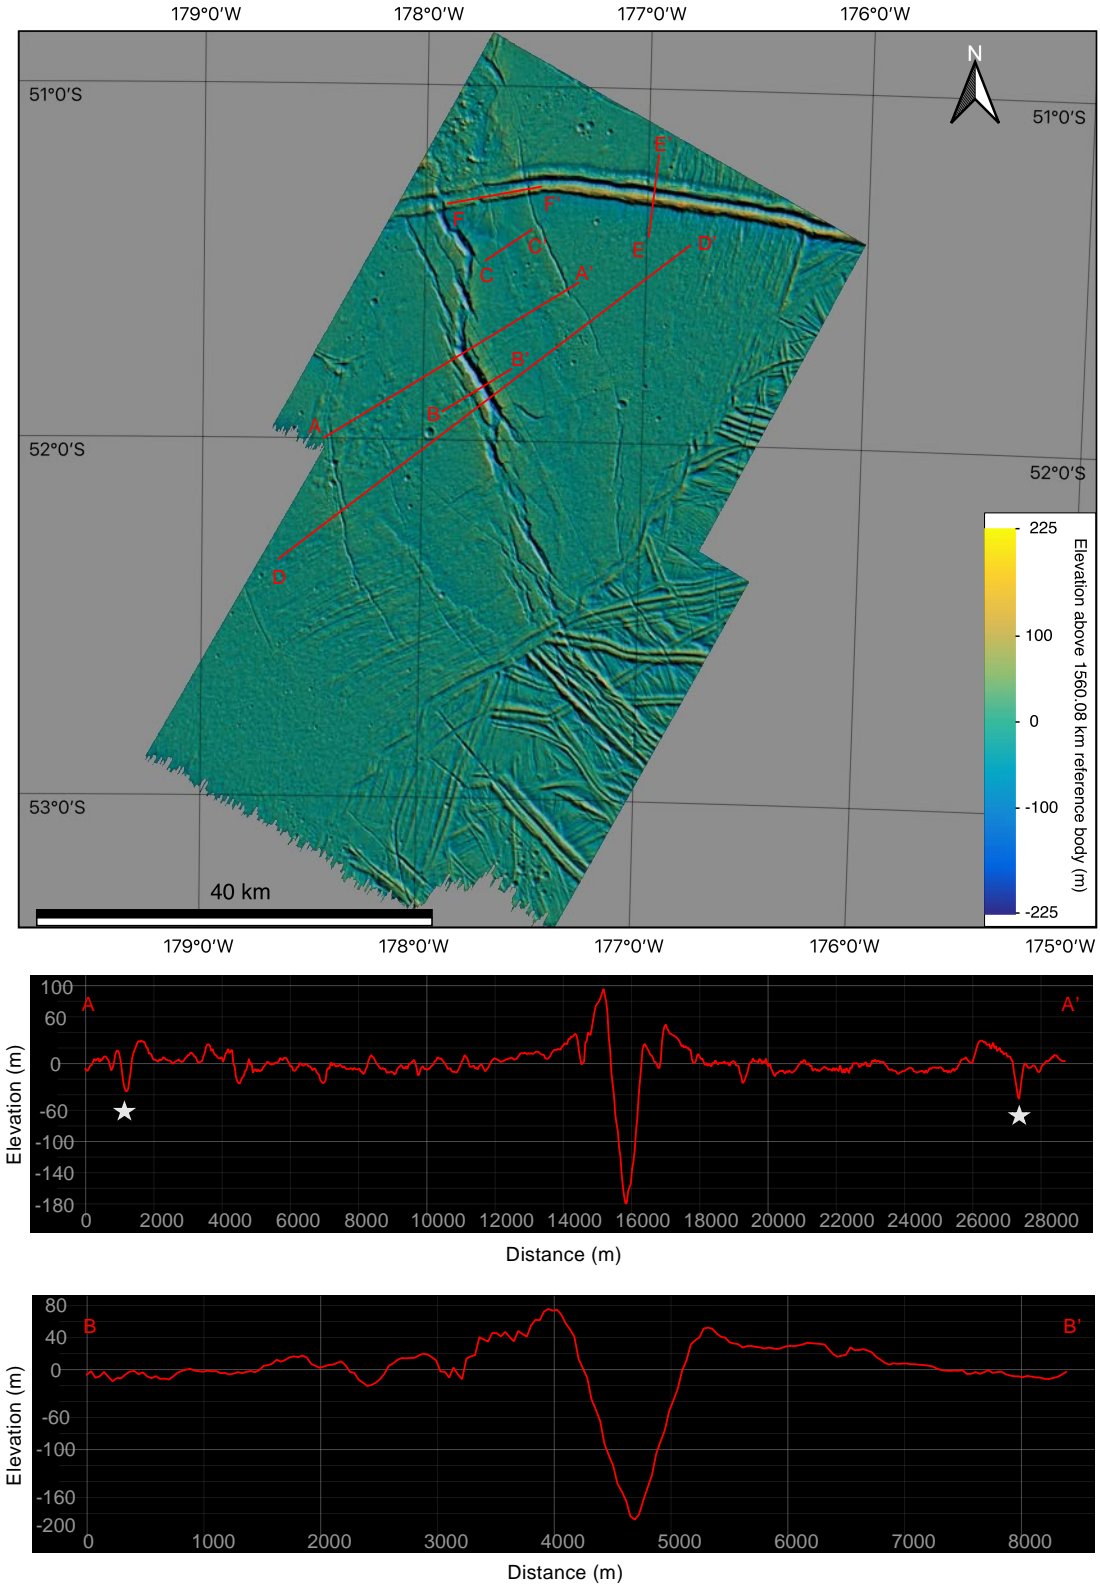 179°0′W 178°0′W 177°0′W 176°0′W
N
51°0′S
51°0′S
E'
F
F'
C'
E
D'
C
A'
B'
B
A
52°0′S
52°0′S
D
225
100
0
-100
-225
Elevation above 1560.08 km reference body (m)
53°0′S
40 km
179°0′W 178°0′W 177°0′W 176°0′W 175°0′W
100
60
0
-60
-100
-140
-180
Elevation (m)
A
A'
0 2000 4000 6000 8000 10000 12000 14000 16000 18000 20000 22000 24000 26000 28000
Distance (m)
80
40
0
-60
-100
-160
-200
Elevation (m)
B
B'
0 1000 2000 3000 4000 5000 6000 7000 8000
Distance (m)